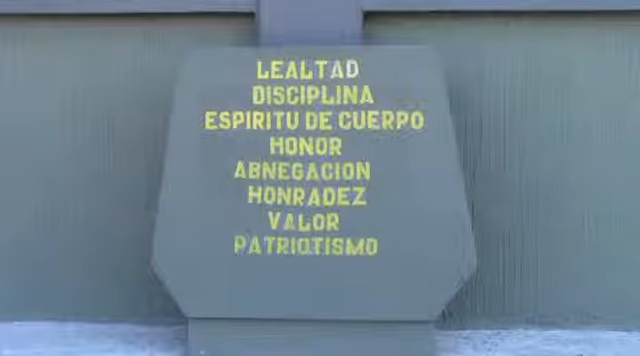 LEALTAD
DISCIPLINA
ESPIRITU DE CUERPO
HONOR
ABNEGACION
HONRADEZ
VALOR
PATRIOTISMO